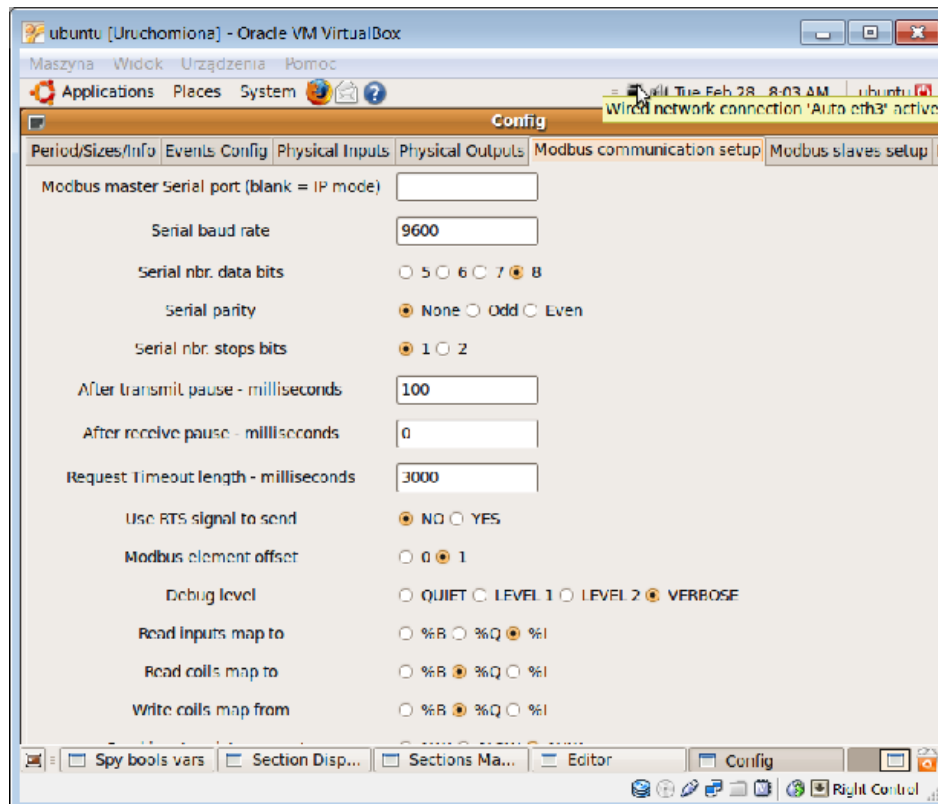 ubuntu [Uruchomiona] - Oracle VM VirtualBox
Maszyna Widok Urządzenia Pomoc
Applications Places System Tue Feb 28 8:03 AM ubuntu
Wired network connection 'Auto eth3' active
Config
Period/Sizes/Info Events Config Physical Inputs Physical Outputs Modbus communication setup Modbus slaves setup
Modbus master Serial port (blank = IP mode)
Serial baud rate 9600
Serial nbr. data bits 5 6 7 8
Serial parity None Odd Even
Serial nbr. stops bits 1 2
After transmit pause - milliseconds 100
After receive pause - milliseconds 0
Request Timeout length - milliseconds 3000
Use RTS signal to send NO YES
Modbus element offset 0 1
Debug level QUIET LEVEL 1 LEVEL 2 VERBOSE
Read inputs map to %B %Q %I
Read coils map to %B %Q %I
Write coils map from %B %Q %I
Spy bools vars Section Disp... Sections Ma... Editor Config
Right Control